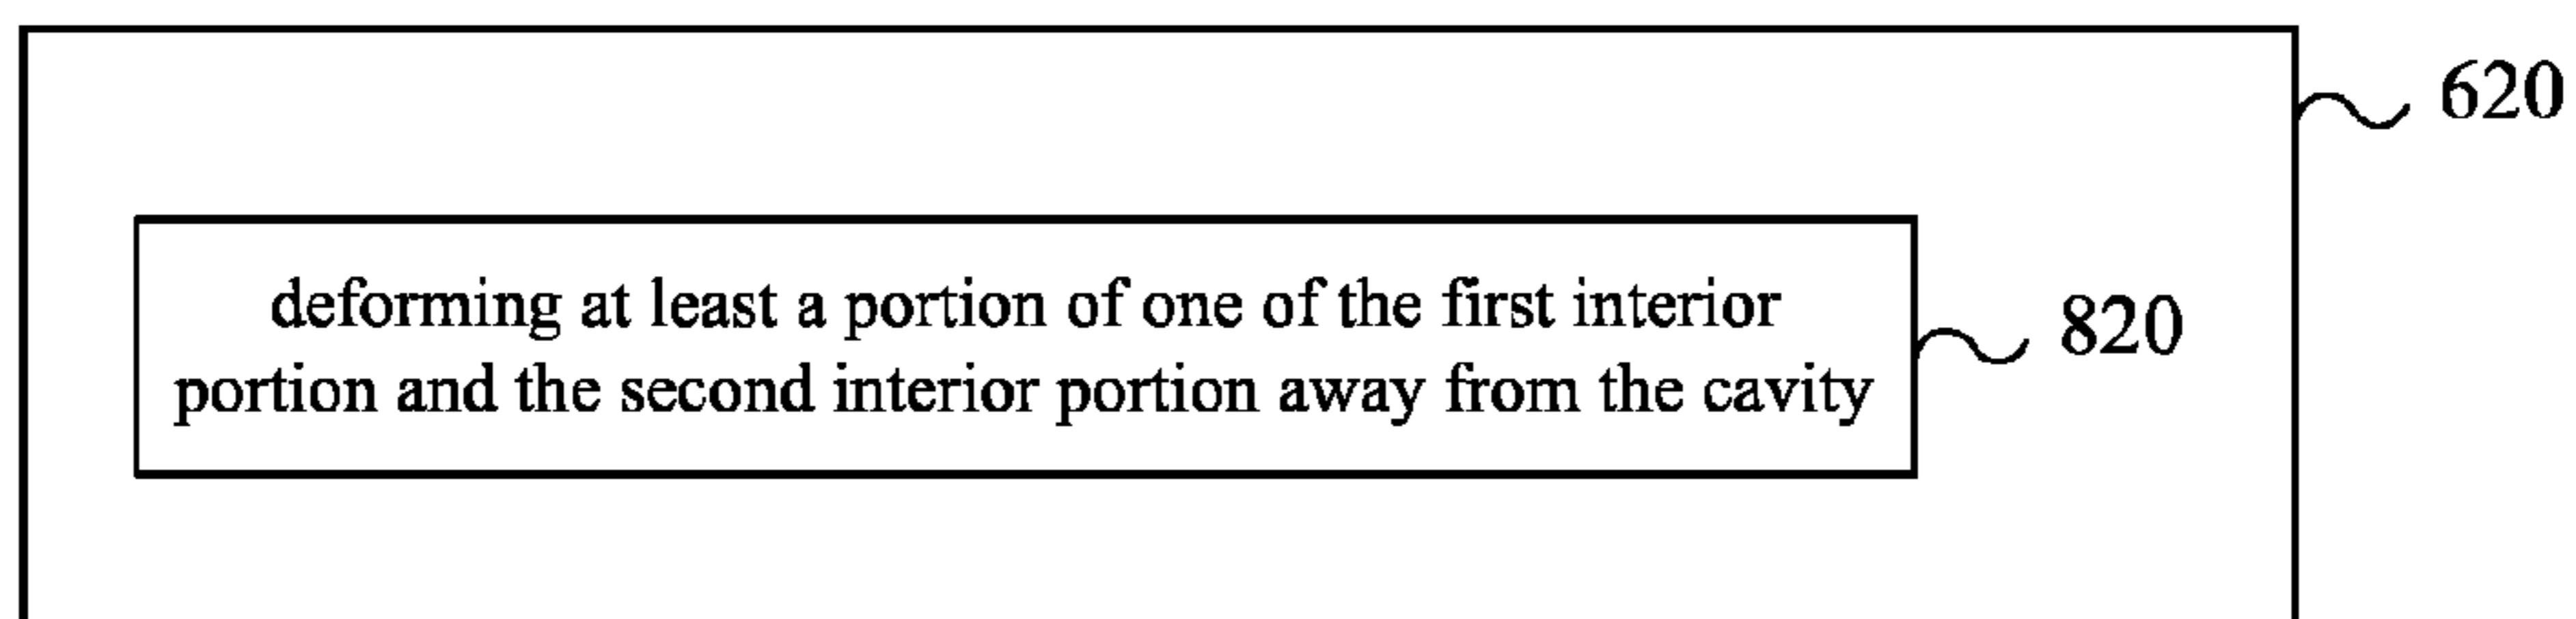 620
deforming at least a portion of one of the first interior
portion and the second interior portion away from the cavity
820